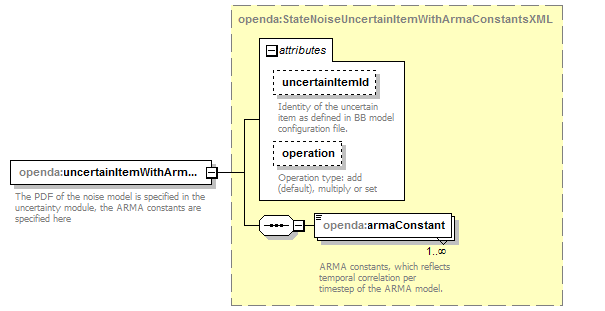 openda:StateNoiseUncertainItemWithArmaConstantsXML
attributes
uncertainItemId
Identity of the uncertain
item as defined in BB model
configuration file.
operation
Operation type: add
(default), multiply or set
openda:uncertainItemWithArm...
The PDF of the noise model is specified in the
uncertainty module, the ARMA constants are
specified here
openda:armaConstant
1..∞
ARMA constants, which reflects
temporal correlation per
timestep of the ARMA model.